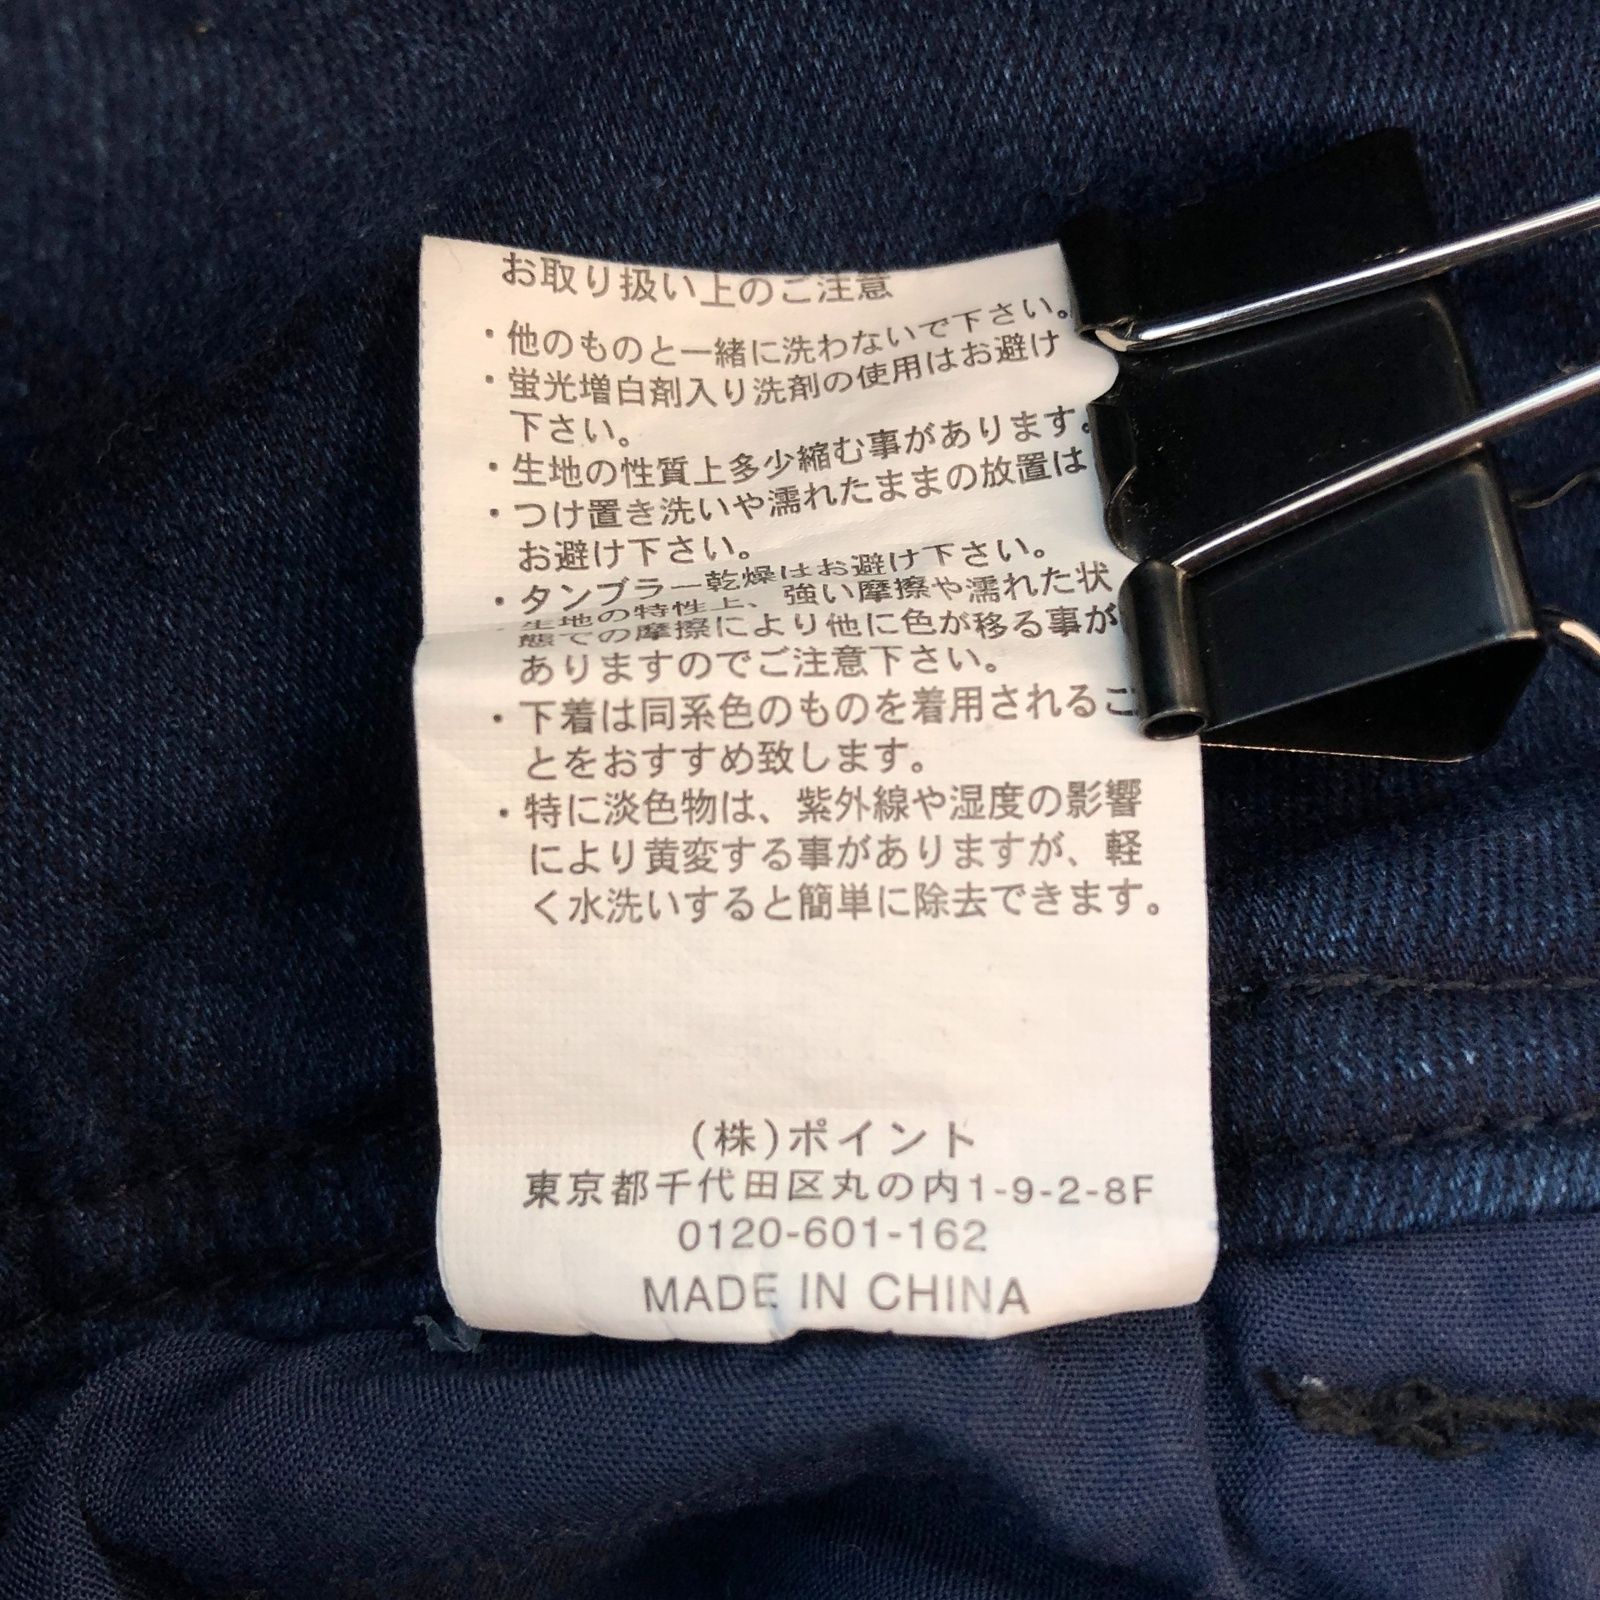 お取り扱い上のご注意
・他のものと一緒に洗わないで下さい。
・蛍光増白剤入り洗剤の使用はお避け
下さい。
・生地の性質上多少縮む事があります。
・つけ置き洗いや濡れたままの放置は
お避け下さい。
・タンブラー乾燥はお避け下さい。
・生地の特性上、強い摩擦や濡れた状
態での摩擦により他に色が移る事が
ありますのでご注意下さい。
・下着は同系色のものを着用されるこ
とをおすすめ致します。
・特に淡色物は、紫外線や湿度の影響
により黄変する事がありますが、軽
く水洗いすると簡単に除去できます。
(株)ポイント
東京都千代田区丸の内1-9-2-8F
0120-601-162
MADE IN CHINA